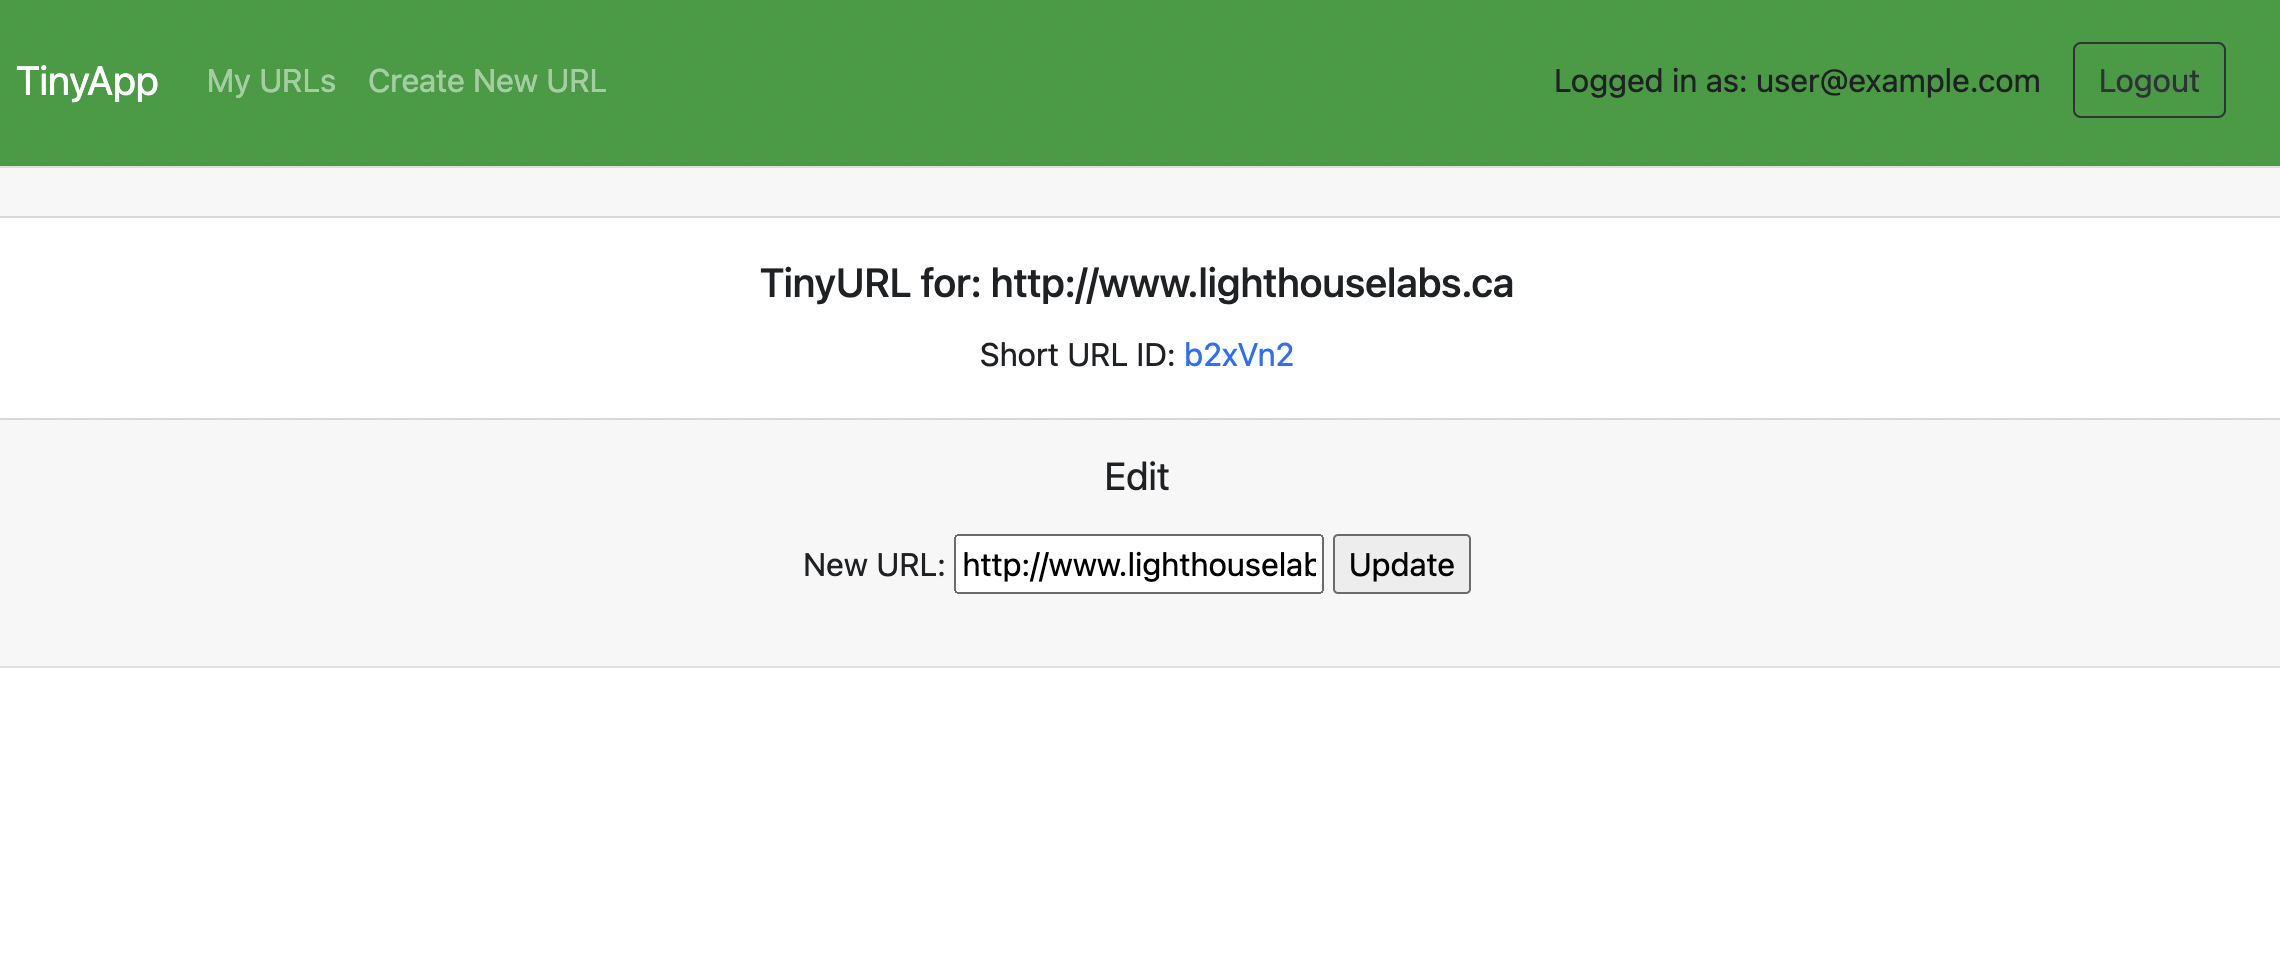 TinyApp My URLs Create New URL Logged in as: user@example.com Logout
TinyURL for: http://www.lighthouselabs.ca
Short URL ID: b2xVn2
Edit
New URL: http://www.lighthouselab Update